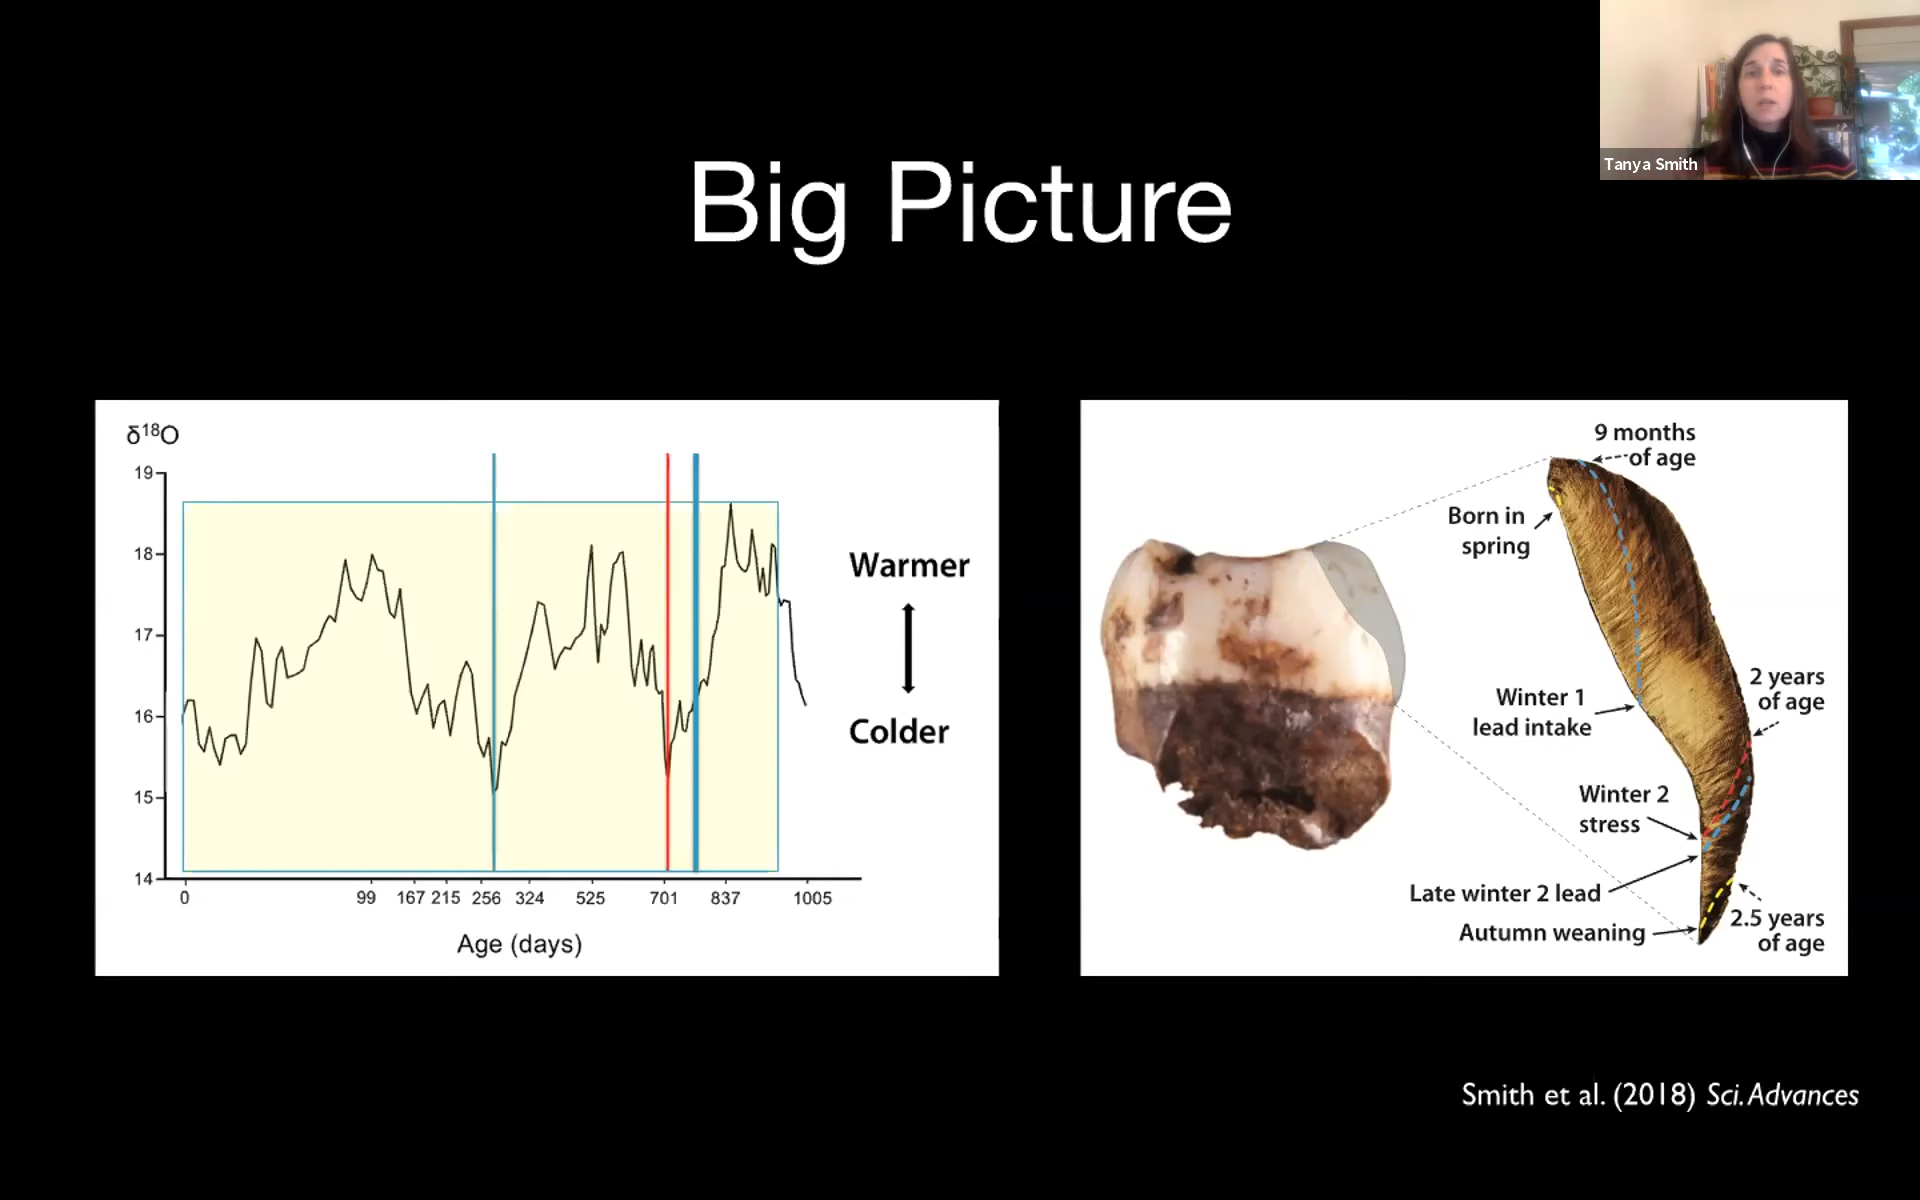 Tanya Smith
Big Picture
δ18O
19
18
17
16
15
14
0 99 167 215 256 324 525 701 837 1005
Age (days)
Warmer
Colder
9 months
of age
Born in
spring
Winter 1
lead intake
2 years
of age
Winter 2
stress
Late winter 2 lead
Autumn weaning
2.5 years
of age
Smith et al. (2018) Sci. Advances